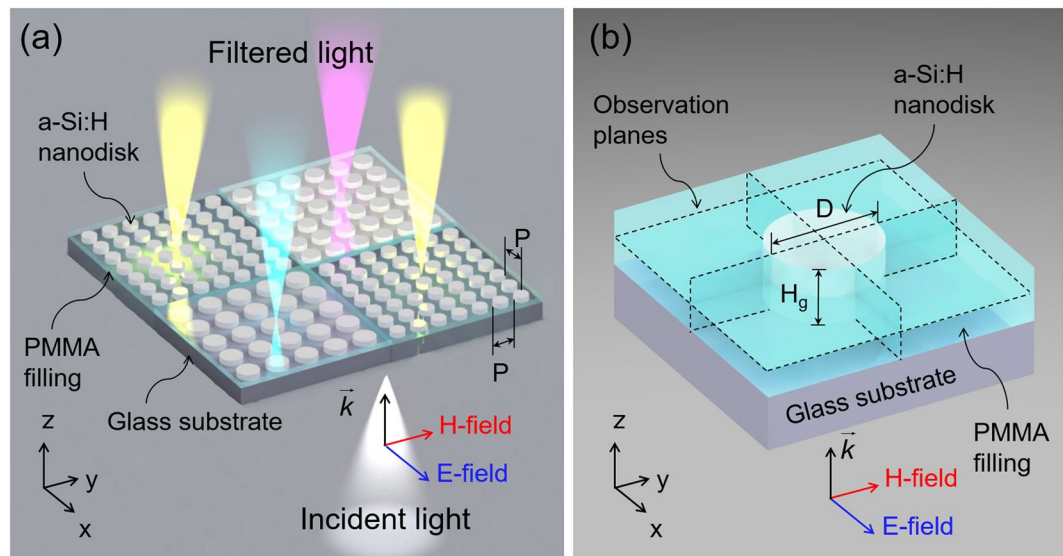 (a)
Filtered light
a-Si:H
nanodisk
P
P
PMMA
filling
Glass substrate
k
H-field
E-field
z
y
x
Incident light
(b)
Observation
planes
a-Si:H
nanodisk
D
Hg
Glass substrate
PMMA
filling
k
H-field
E-field
z
y
x